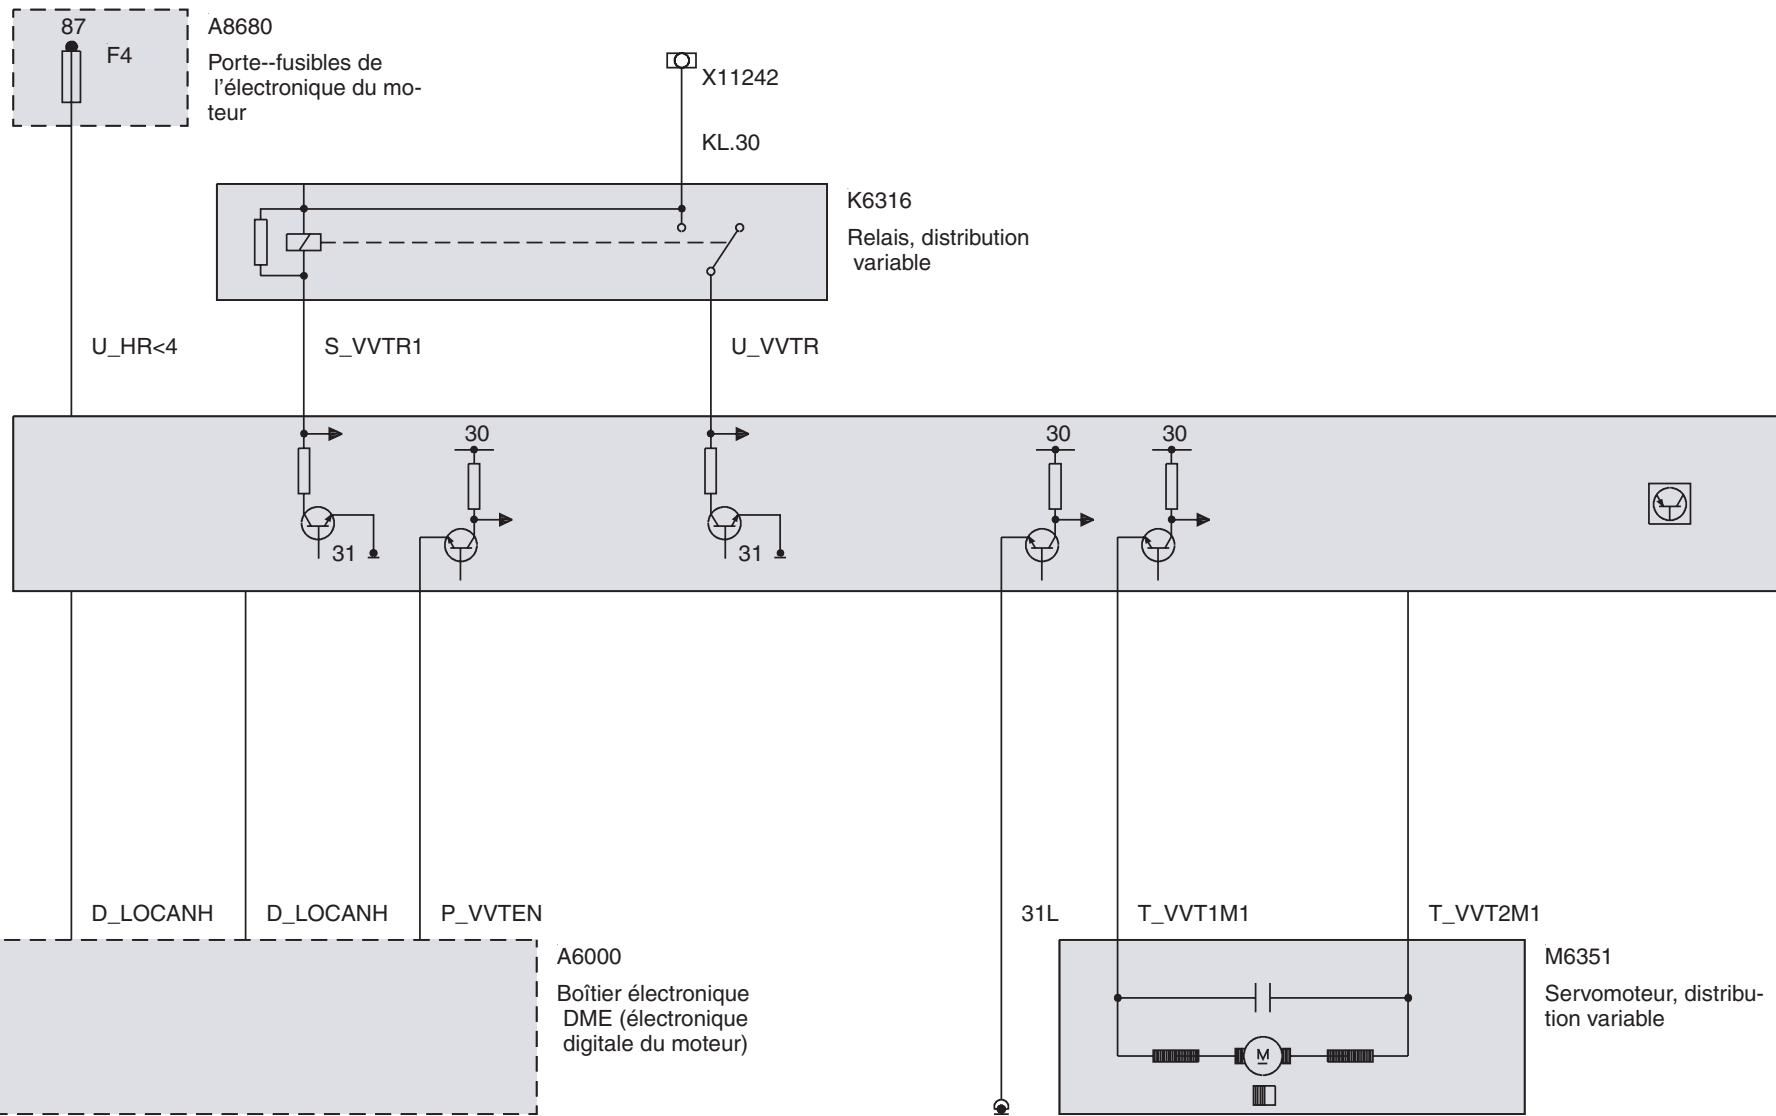 87
F4
A8680
Porte--fusibles de
l'électronique du mo-
teur
X11242
KL.30
K6316
Relais, distribution
variable
U_HR<4
S_VVTR1
U_VVTR
30
30
30
31
31
D_LOCANH
D_LOCANH
P_VVTEN
31L
T_VVT1M1
T_VVT2M1
A6000
Boîtier électronique
DME (électronique
digitale du moteur)
M6351
Servomoteur, distribu-
tion variable
M